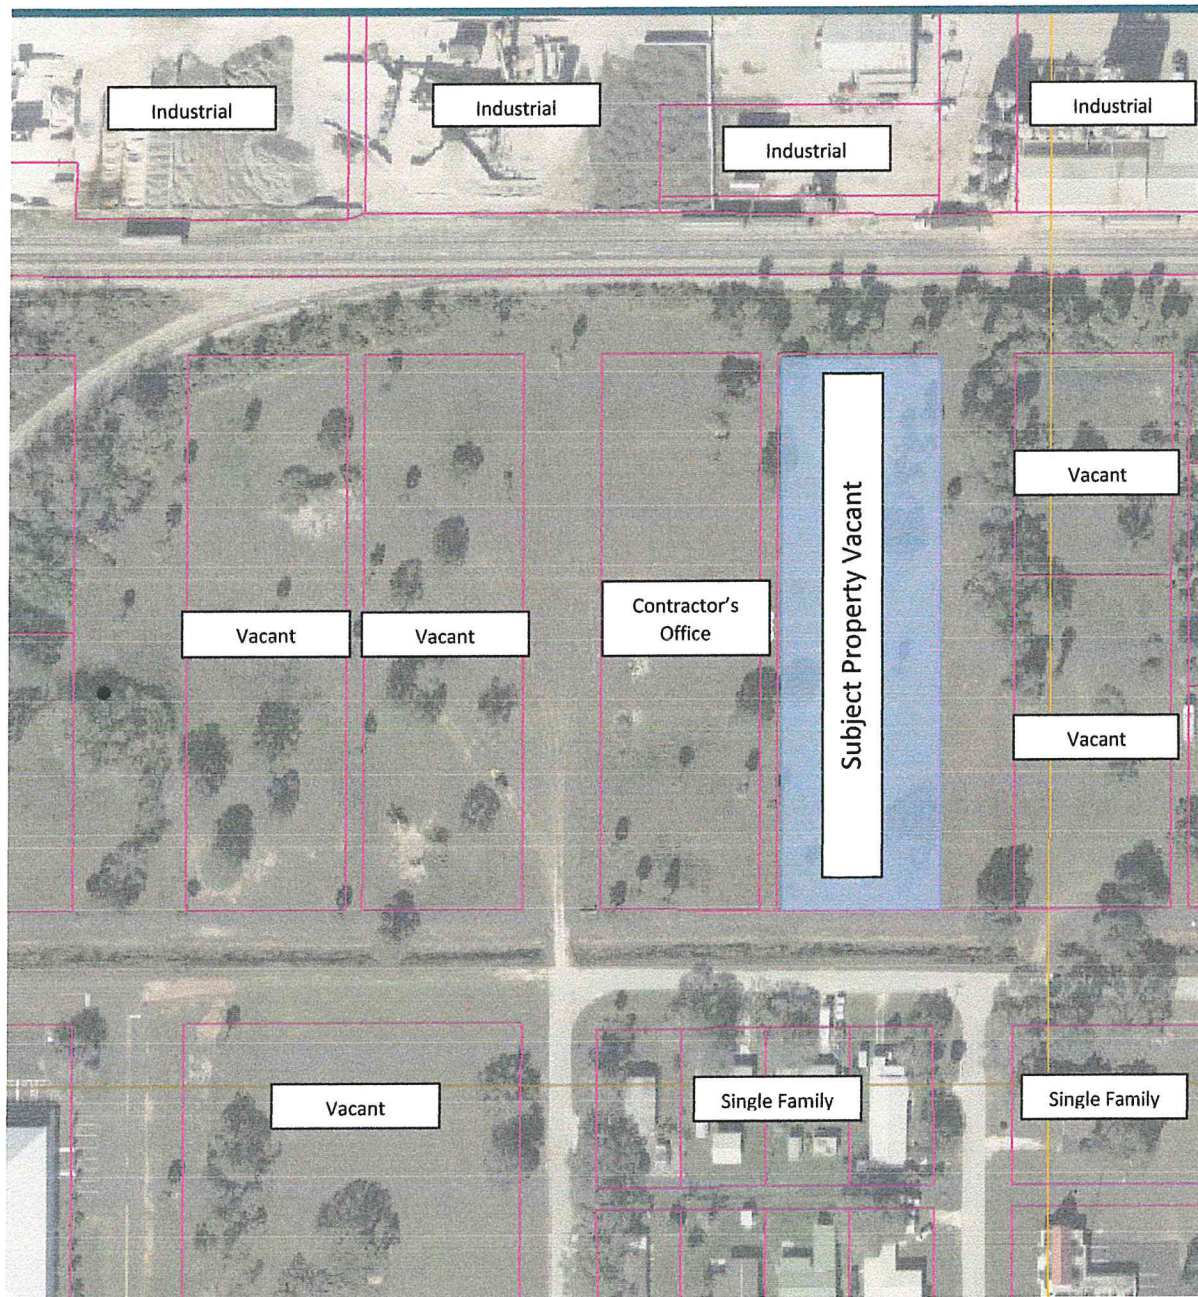 Industrial
Industrial
Industrial
Industrial
Vacant
Subject Property Vacant
Contractor's
Office
Vacant
Vacant
Vacant
Vacant
Single Family
Single Family